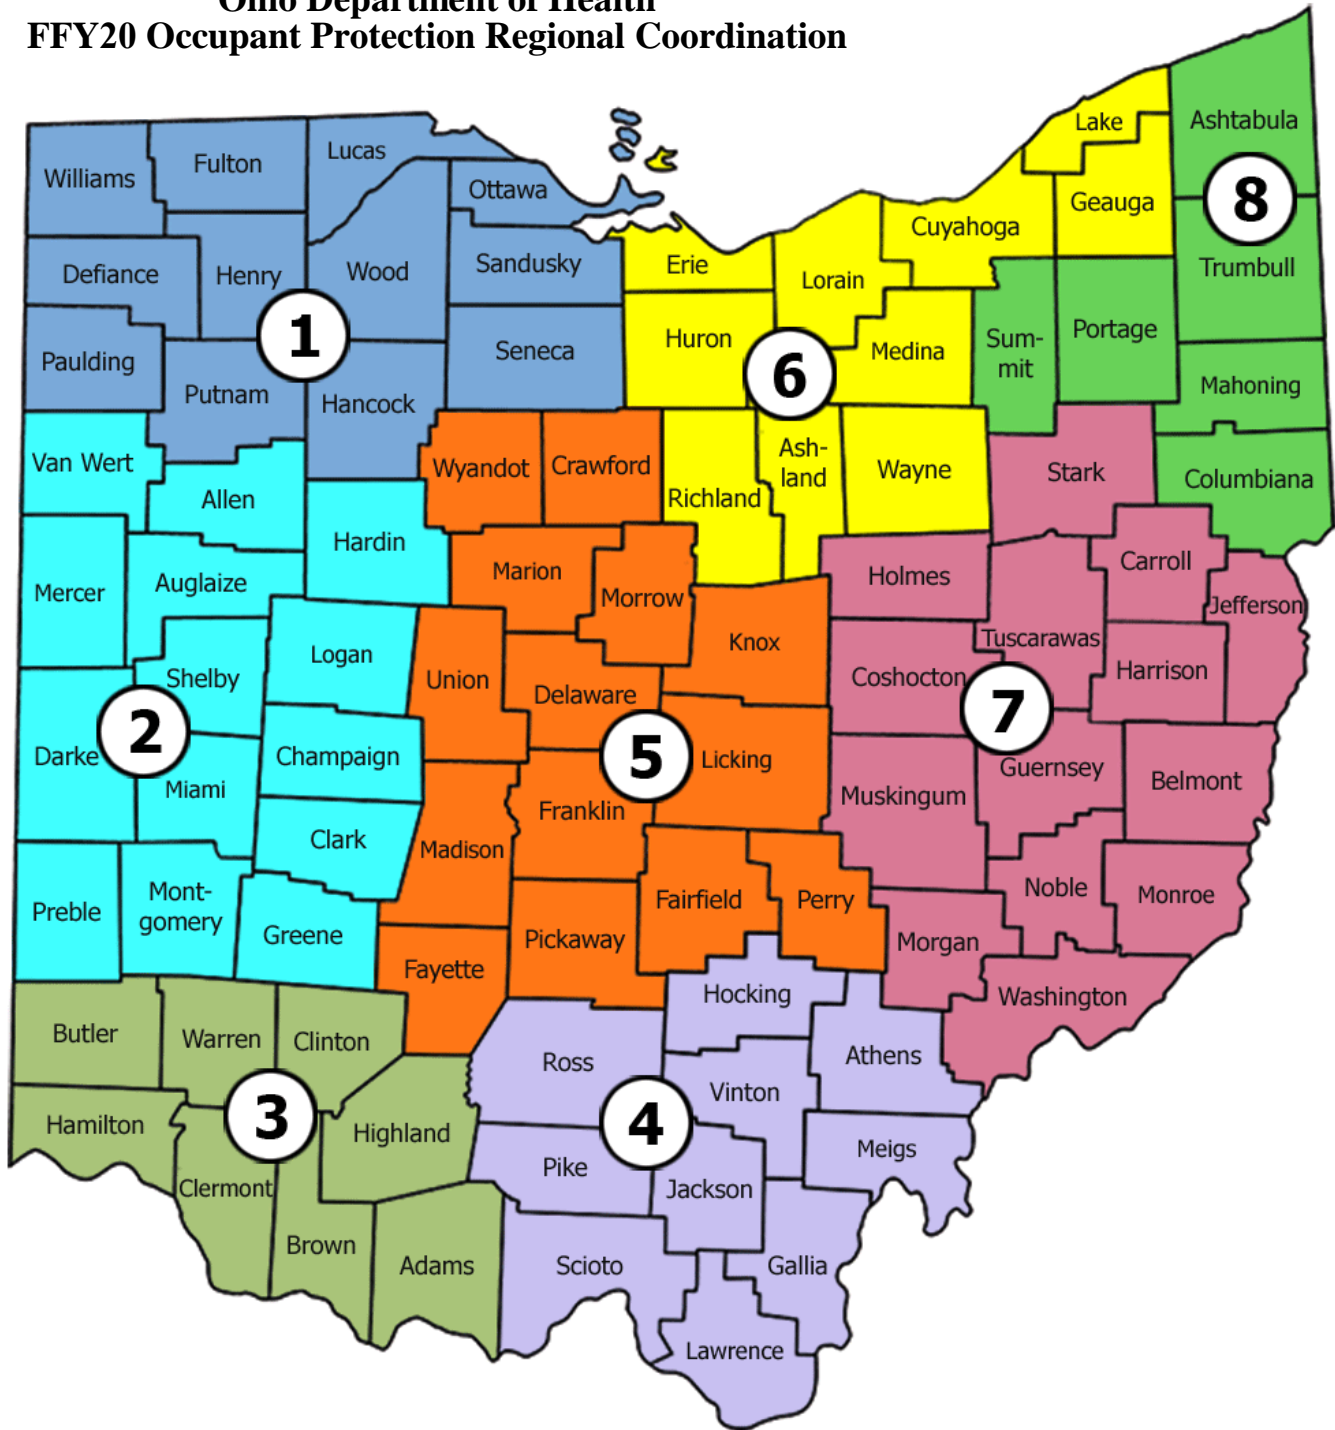 Ohio Department of Health
FFY20 Occupant Protection Regional Coordination
Lake
Ashtabula
Lucas
Fulton
Williams
Ottawa
8
Geauga
Cuyahoga
Sandusky
Erie
Trumbull
Defiance
Henry
Wood
Lorain
Portage
1
Huron
Sum-
mit
Seneca
Medina
Paulding
6
Mahoning
Putnam
Hancock
Van Wert
Wyandot
Crawford
Ash-
land
Wayne
Stark
Columbiana
Allen
Richland
Hardin
Carroll
Marion
Holmes
Auglaize
Mercer
Morrow
Jefferson
Tuscarawas
Knox
Logan
Harrison
Shelby
Union
Coshocton
Delaware
7
2
Darke
Champaign
5
Licking
Guernsey
Belmont
Miami
Muskingum
Franklin
Clark
Madison
Noble
Mont-
gomery
Monroe
Fairfield
Perry
Preble
Greene
Pickaway
Morgan
Fayette
Hocking
Washington
Butler
Warren
Clinton
Athens
Ross
Vinton
3
4
Hamilton
Highland
Meigs
Pike
Clermont
Jackson
Brown
Adams
Scioto
Gallia
Lawrence